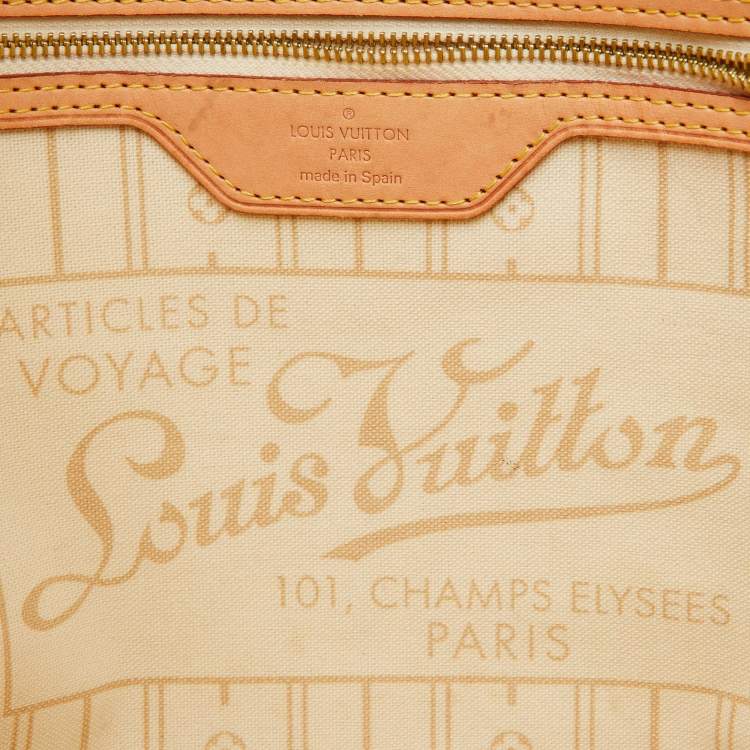 ®
LOUIS VUITTON
PARIS
made in Spain
ARTICLES DE
VOYAGE
Louis Vuitton
101, CHAMPS ELYSEES
PARIS